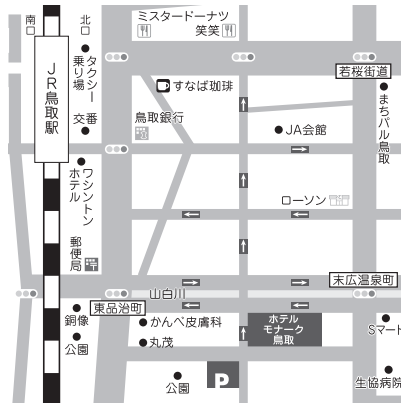 南口
北口
ミスタードーナツ
笑笑
JR鳥取駅
タクシー乗り場
若桜街道
すなば珈琲
まちパル鳥取
交番
鳥取銀行
JA会館
ワシントンホテル
ローソン
郵便局
末広温泉町
山白川
東品治町
銅像
かんべ皮膚科
ホテル
モナーク
鳥取
Sマート
公園
丸茂
公園
P
生協病院